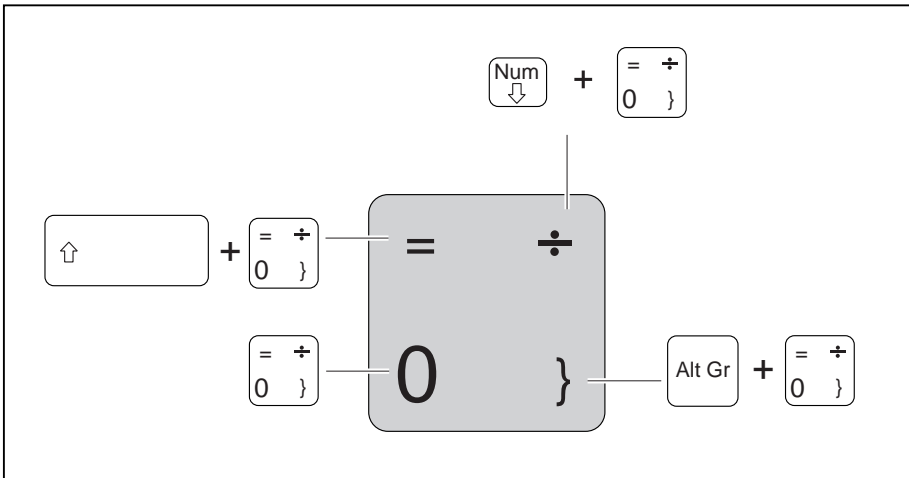 Num + = ÷
⇩ 0 }
⇧ + = ÷
0 }
= ÷
0 }
= ÷
0 }
Alt Gr + = ÷
0 }